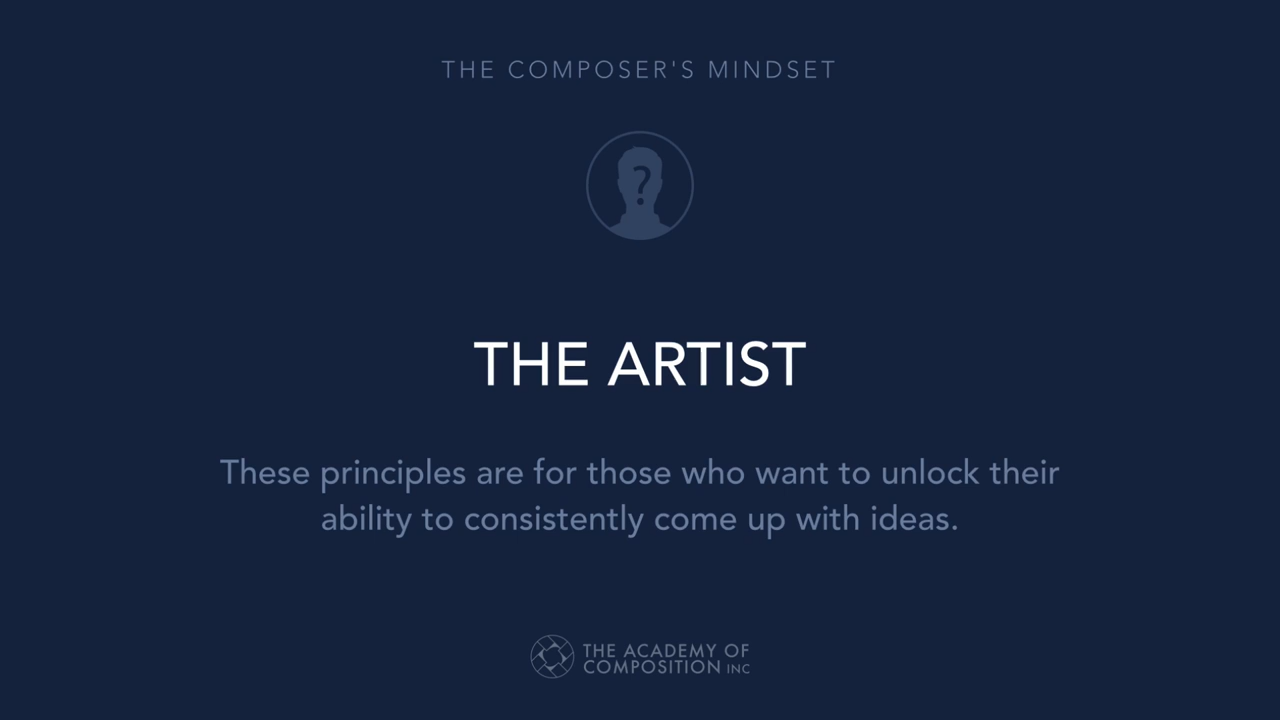 THE COMPOSER'S MINDSET
?
THE ARTIST
These principles are for those who want to unlock their
ability to consistently come up with ideas.
THE ACADEMY OF
COMPOSITION INC